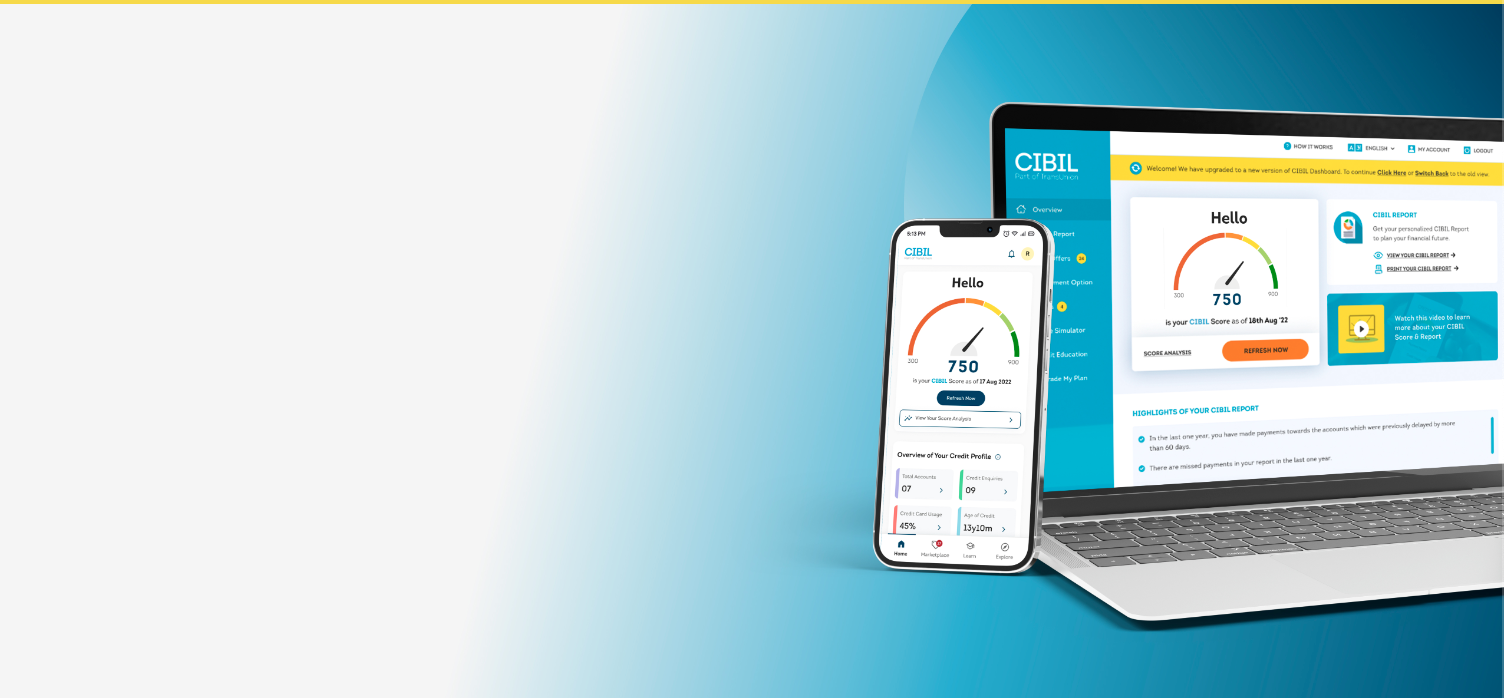 5:13 PM
CIBIL
Part of TransUnion
R
Hello
300
900
750
is your CIBIL Score as of 17 Aug 2022
Refresh Now
View Your Score Analysis
Overview of Your Credit Profile
Total Accounts
07
Credit Enquiries
09
Credit Card Usage
45%
Age of Credit
13y10m
Home
Marketplace
Learn
Explore
CIBIL
Part of TransUnion
Overview
Report
ffers
ment Option
4
Simulator
it Education
ade My Plan
HOW IT WORKS
ENGLISH
MY ACCOUNT
LOGOUT
Welcome! We have upgraded to a new version of CIBIL Dashboard. To continue Click Here or Switch Back to the old view.
Hello
300
900
750
is your CIBIL Score as of 18th Aug '22
SCORE ANALYSIS
REFRESH NOW
CIBIL REPORT
Get your personalized CIBIL Report
to plan your financial future.
VIEW YOUR CIBIL REPORT
PRINT YOUR CIBIL REPORT
Watch this video to learn
more about your CIBIL
Score & Report
HIGHLIGHTS OF YOUR CIBIL REPORT
In the last one year, you have made payments towards the accounts which were previously delayed by more
than 60 days.
There are missed payments in your report in the last one year.